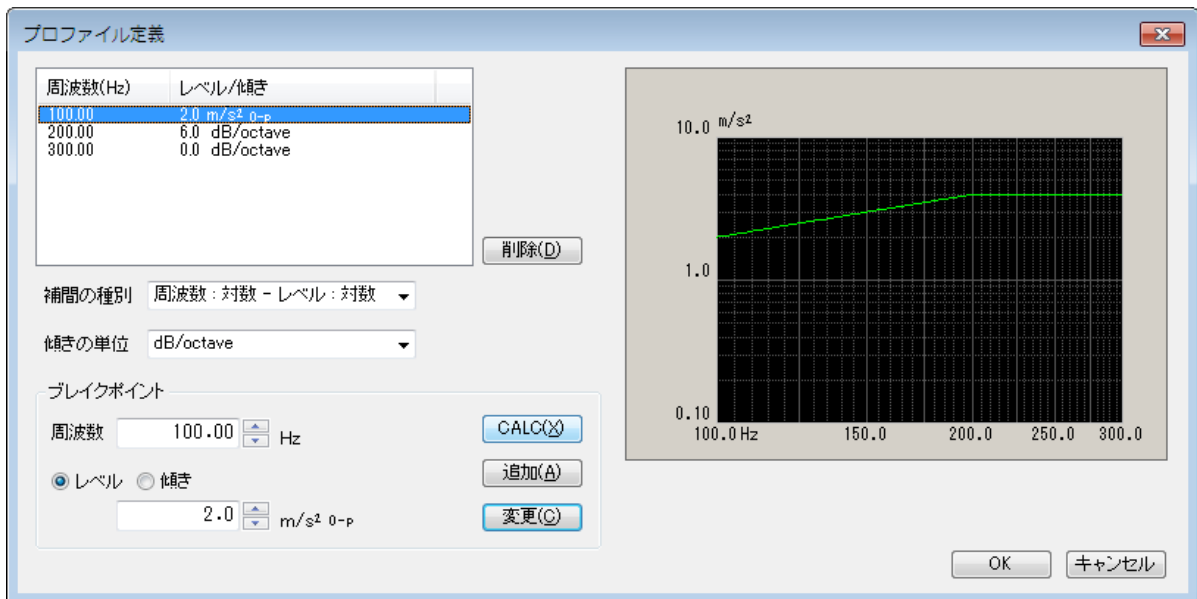 プロファイル定義
周波数(Hz) レベル/傾き
100.00 2.0 m/s² 0-p
200.00 6.0 dB/octave
300.00 0.0 dB/octave
削除(D)
補間の種別 周波数:対数-レベル:対数
傾きの単位 dB/octave
ブレイクポイント
周波数 100.00 Hz
CALC(X)
レベル 傾き
追加(A)
2.0 m/s² 0-p
変更(C)
10.0 m/s²
1.0
0.10
100.0Hz 150.0 200.0 250.0 300.0
OK キャンセル